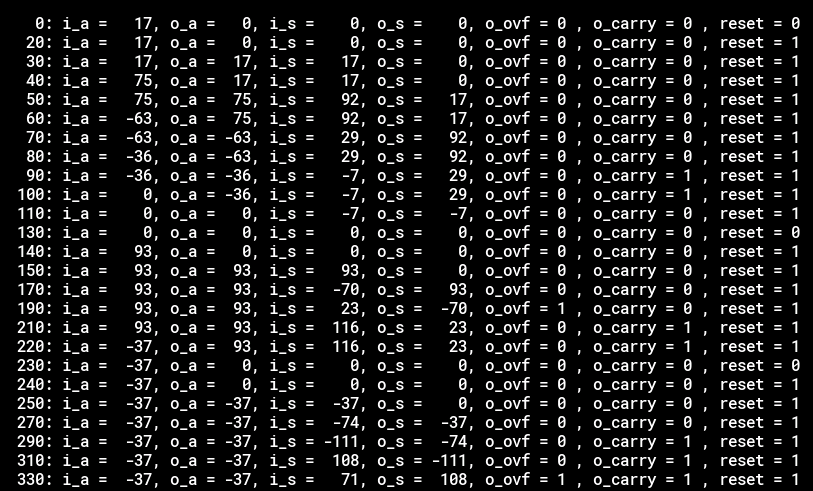 0: i_a =   17, o_a =   0, i_s =    0, o_s =    0, o_ovf = 0 , o_carry = 0 , reset = 0
20: i_a =   17, o_a =   0, i_s =    0, o_s =    0, o_ovf = 0 , o_carry = 0 , reset = 1
30: i_a =   17, o_a =  17, i_s =   17, o_s =    0, o_ovf = 0 , o_carry = 0 , reset = 1
40: i_a =   75, o_a =  17, i_s =   17, o_s =    0, o_ovf = 0 , o_carry = 0 , reset = 1
50: i_a =   75, o_a =  75, i_s =   92, o_s =   17, o_ovf = 0 , o_carry = 0 , reset = 1
60: i_a =  -63, o_a =  75, i_s =   92, o_s =   17, o_ovf = 0 , o_carry = 0 , reset = 1
70: i_a =  -63, o_a = -63, i_s =   29, o_s =   92, o_ovf = 0 , o_carry = 0 , reset = 1
80: i_a =  -36, o_a = -63, i_s =   29, o_s =   92, o_ovf = 0 , o_carry = 0 , reset = 1
90: i_a =  -36, o_a = -36, i_s =   -7, o_s =   29, o_ovf = 0 , o_carry = 1 , reset = 1
100: i_a =    0, o_a = -36, i_s =   -7, o_s =   29, o_ovf = 0 , o_carry = 1 , reset = 1
110: i_a =    0, o_a =   0, i_s =   -7, o_s =   -7, o_ovf = 0 , o_carry = 0 , reset = 1
130: i_a =    0, o_a =   0, i_s =    0, o_s =    0, o_ovf = 0 , o_carry = 0 , reset = 0
140: i_a =   93, o_a =   0, i_s =    0, o_s =    0, o_ovf = 0 , o_carry = 0 , reset = 1
150: i_a =   93, o_a =  93, i_s =   93, o_s =    0, o_ovf = 0 , o_carry = 0 , reset = 1
170: i_a =   93, o_a =  93, i_s =  -70, o_s =   93, o_ovf = 0 , o_carry = 0 , reset = 1
190: i_a =   93, o_a =  93, i_s =   23, o_s =  -70, o_ovf = 1 , o_carry = 0 , reset = 1
210: i_a =   93, o_a =  93, i_s =  116, o_s =   23, o_ovf = 0 , o_carry = 1 , reset = 1
220: i_a =  -37, o_a =  93, i_s =  116, o_s =   23, o_ovf = 0 , o_carry = 1 , reset = 1
230: i_a =  -37, o_a =   0, i_s =    0, o_s =    0, o_ovf = 0 , o_carry = 0 , reset = 0
240: i_a =  -37, o_a =   0, i_s =    0, o_s =    0, o_ovf = 0 , o_carry = 0 , reset = 1
250: i_a =  -37, o_a = -37, i_s =  -37, o_s =    0, o_ovf = 0 , o_carry = 0 , reset = 1
270: i_a =  -37, o_a = -37, i_s =  -74, o_s =  -37, o_ovf = 0 , o_carry = 0 , reset = 1
290: i_a =  -37, o_a = -37, i_s = -111, o_s =  -74, o_ovf = 0 , o_carry = 1 , reset = 1
310: i_a =  -37, o_a = -37, i_s =  108, o_s = -111, o_ovf = 0 , o_carry = 1 , reset = 1
330: i_a =  -37, o_a = -37, i_s =   71, o_s =  108, o_ovf = 1 , o_carry = 1 , reset = 1